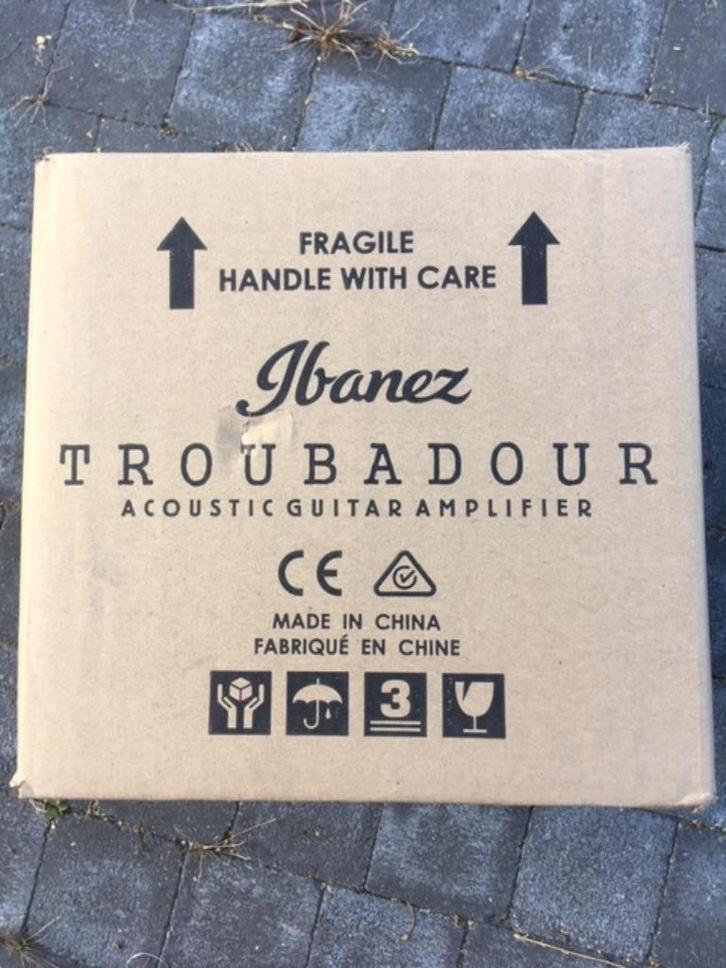 FRAGILE
HANDLE WITH CARE
Ibanez
TROUBADOUR
ACOUSTIC GUITAR AMPLIFIER
CE
MADE IN CHINA
FABRIQUÉ EN CHINE
3